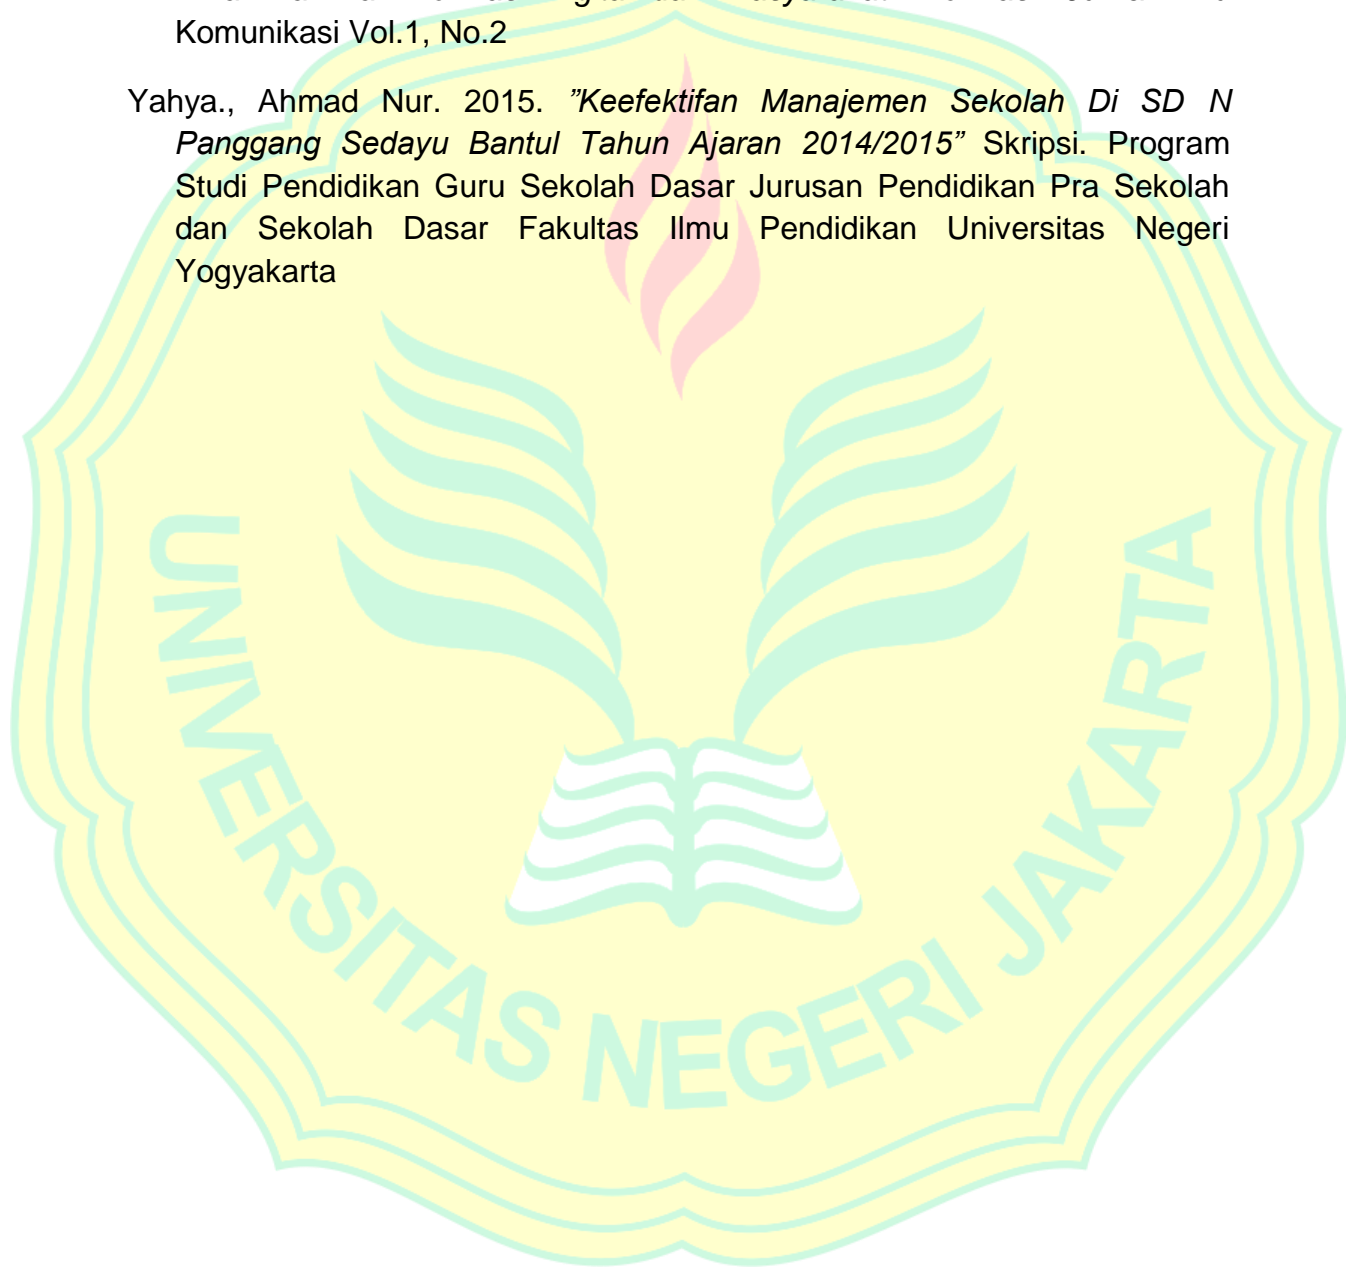 Komunikasi Vol.1, No.2
Yahya., Ahmad Nur. 2015. ”Keefektifan Manajemen Sekolah Di SD N
Panggang Sedayu Bantul Tahun Ajaran 2014/2015” Skripsi. Program
Studi Pendidikan Guru Sekolah Dasar Jurusan Pendidikan Pra Sekolah
dan Sekolah Dasar Fakultas Ilmu Pendidikan Universitas Negeri
Yogyakarta
UNIVERSITAS NEGERI JAKARTA